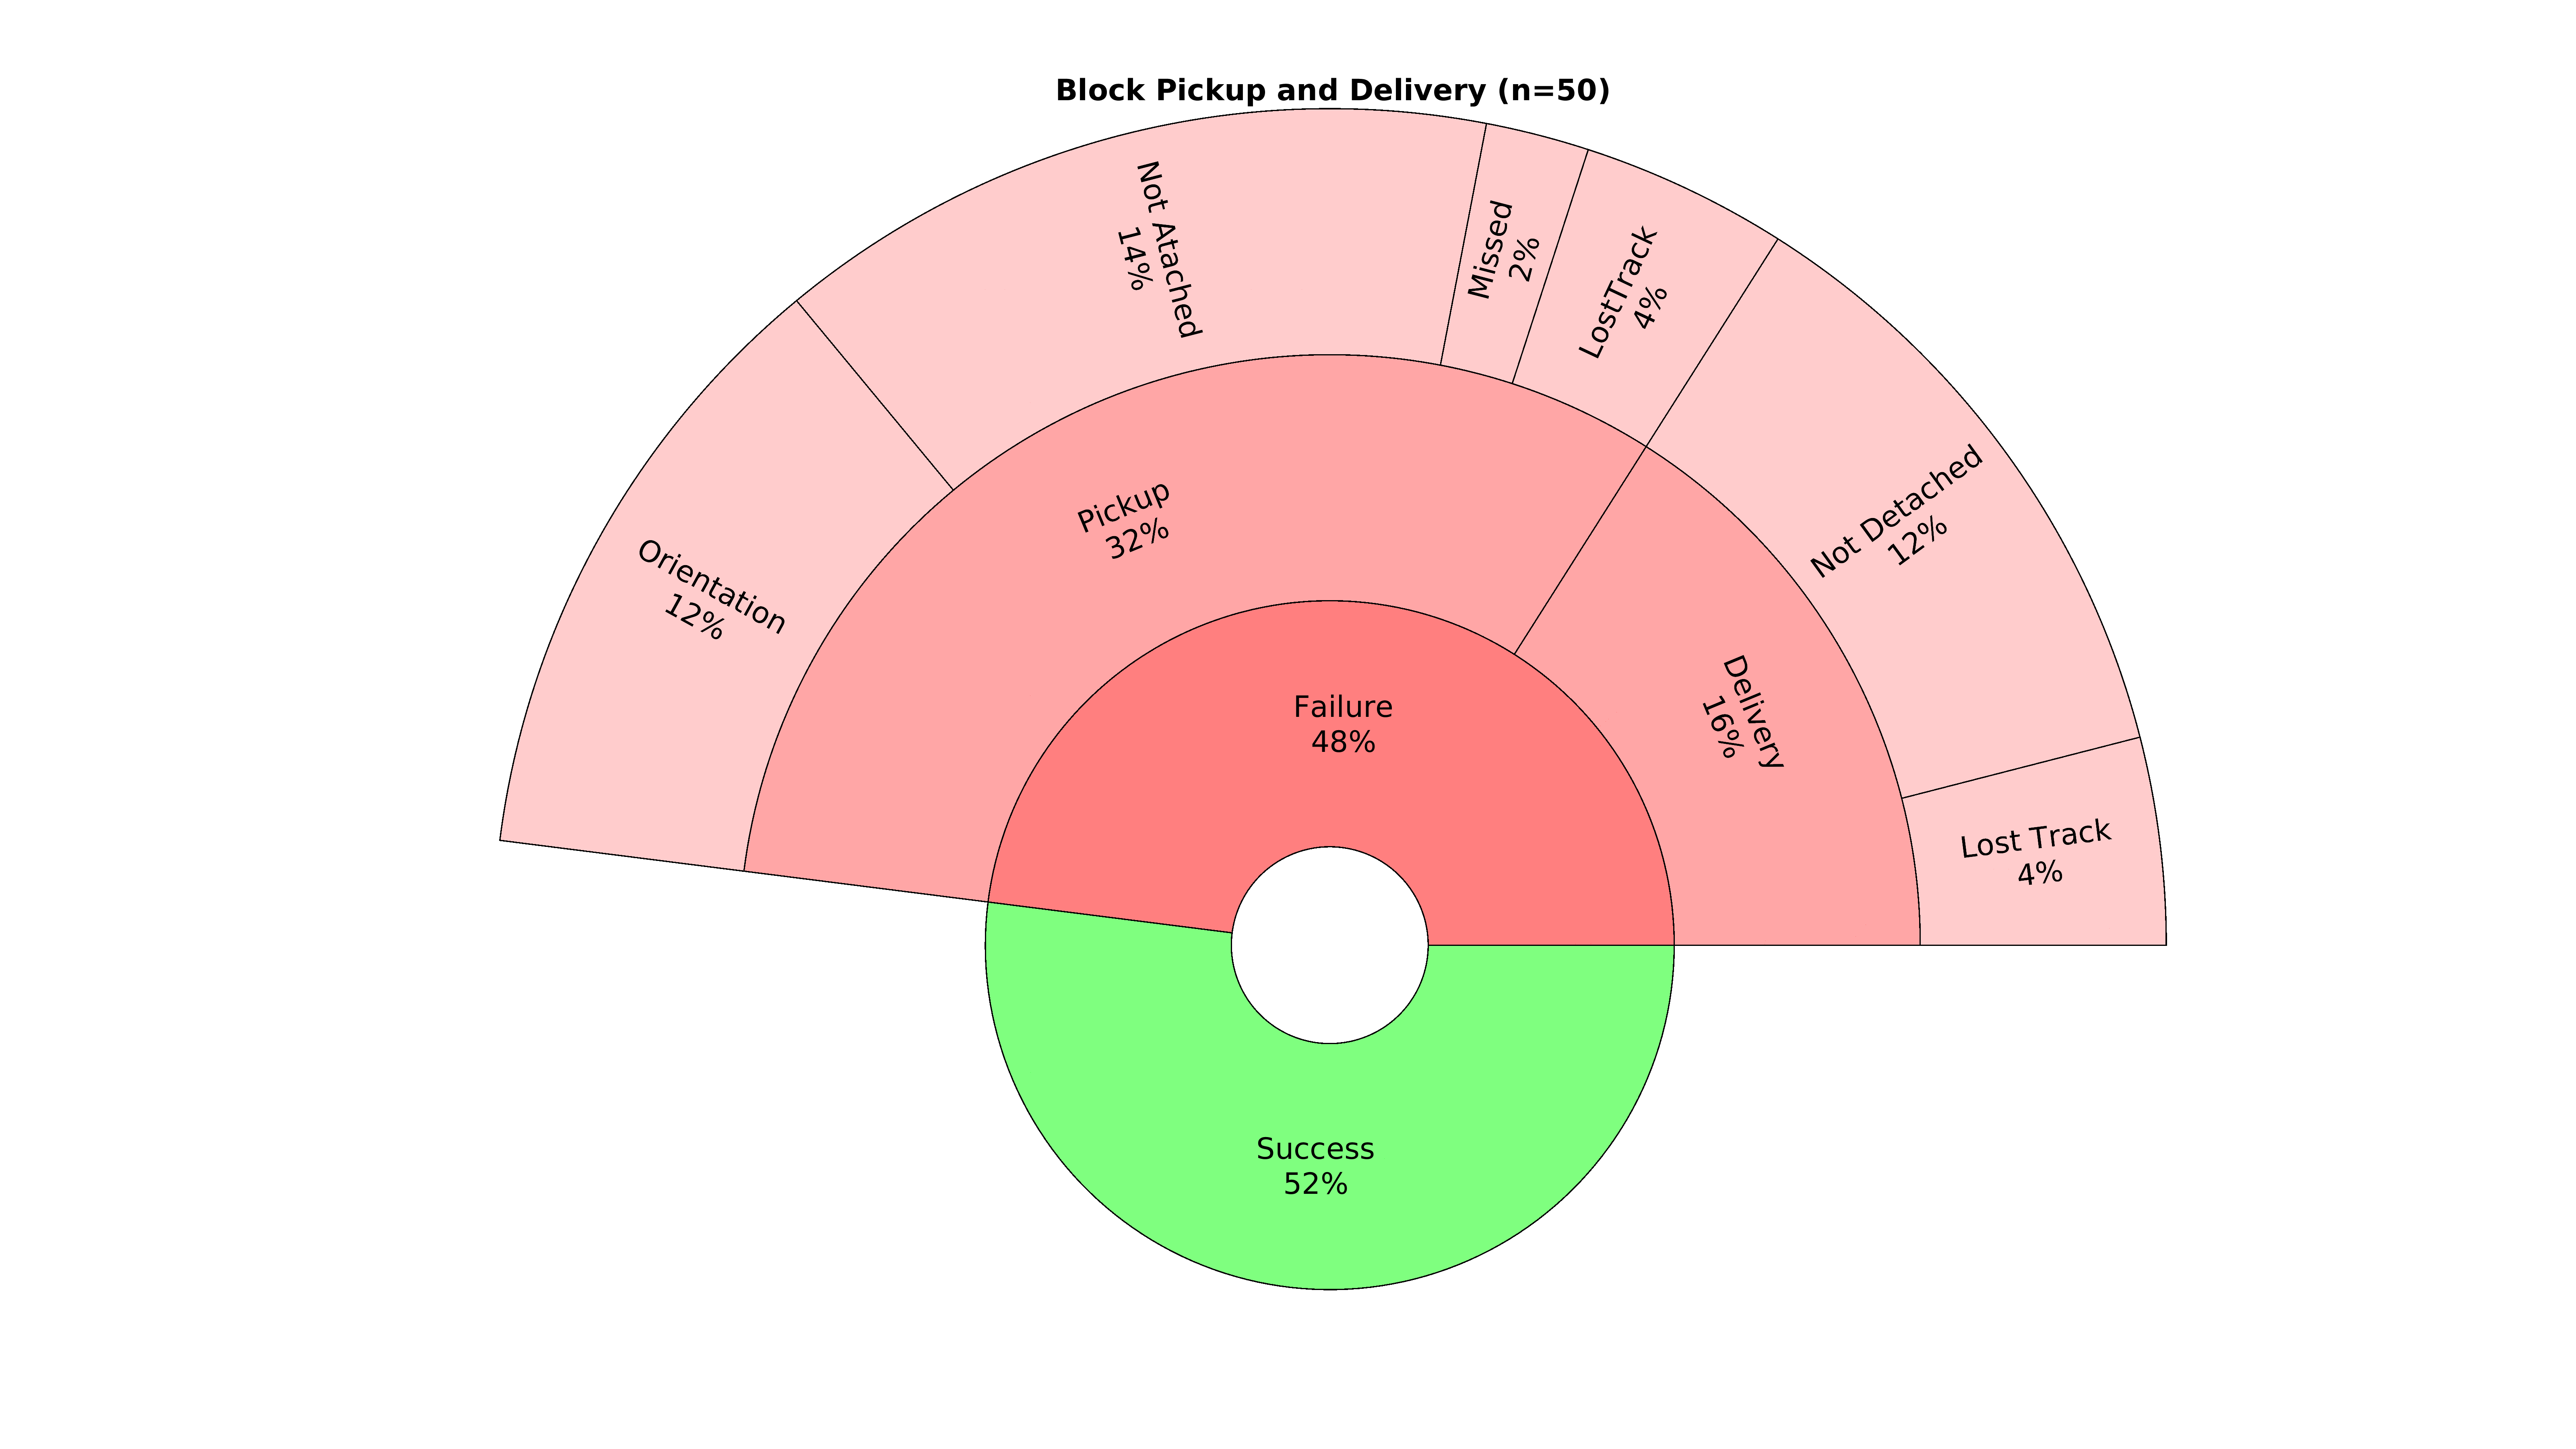 Block Pickup and Delivery (n=50)
Not Atached
14%
Missed
2%
LostTrack
4%
Orientation
12%
Pickup
32%
Not Detached
12%
Failure
48%
Delivery
16%
Lost Track
4%
Success
52%